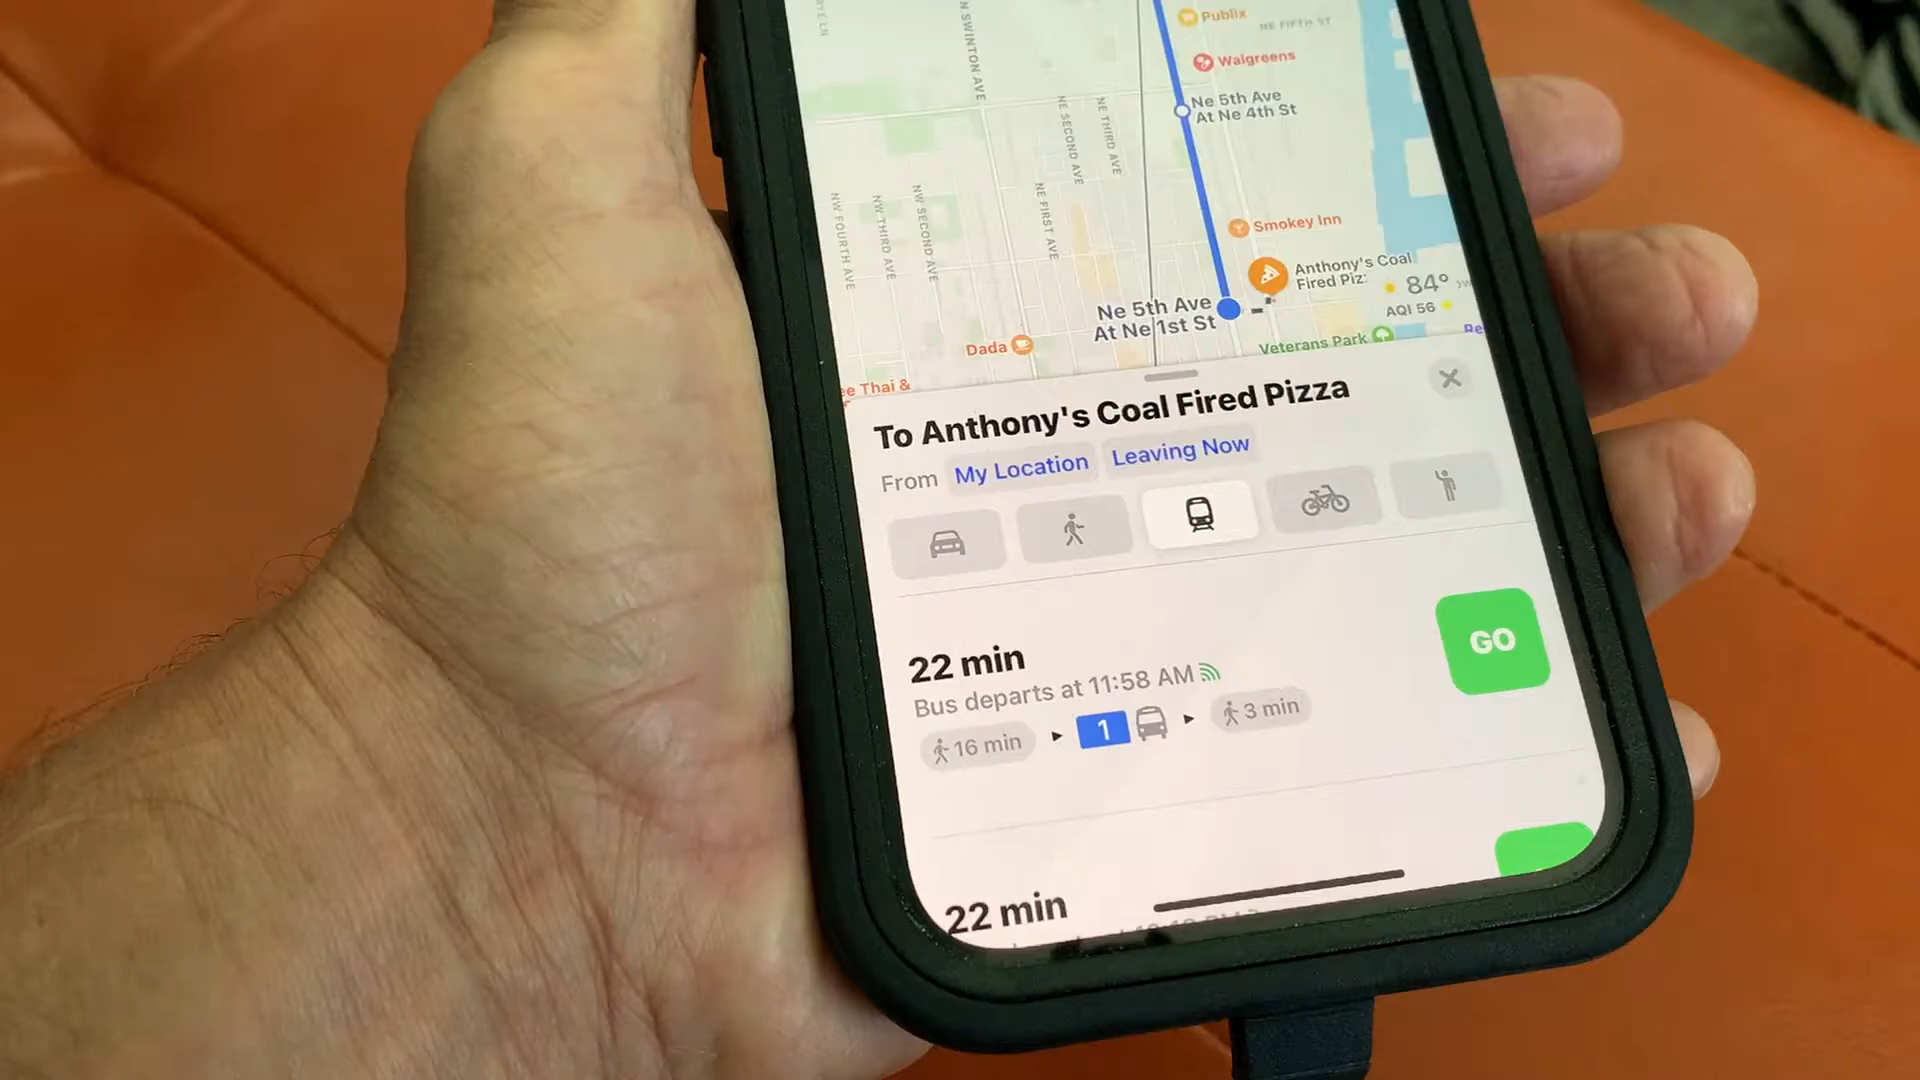 Publix
NE FIFTH ST
N SWINTON AVE
Walgreens
Ne 5th Ave
At Ne 4th St
NE SECOND AVE
NE THIRD AVE
NW FOURTH AVE
NW THIRD AVE
NW SECOND AVE
NE FIRST AVE
Smokey Inn
Anthony's Coal
Fired Piz
84°
AQI 56
Ne 5th Ave
At Ne 1st St
Dada
Veterans Park
Re
ee Thai &
To Anthony's Coal Fired Pizza
From My Location Leaving Now
22 min
GO
Bus departs at 11:58 AM
16 min 1 3 min
22 min